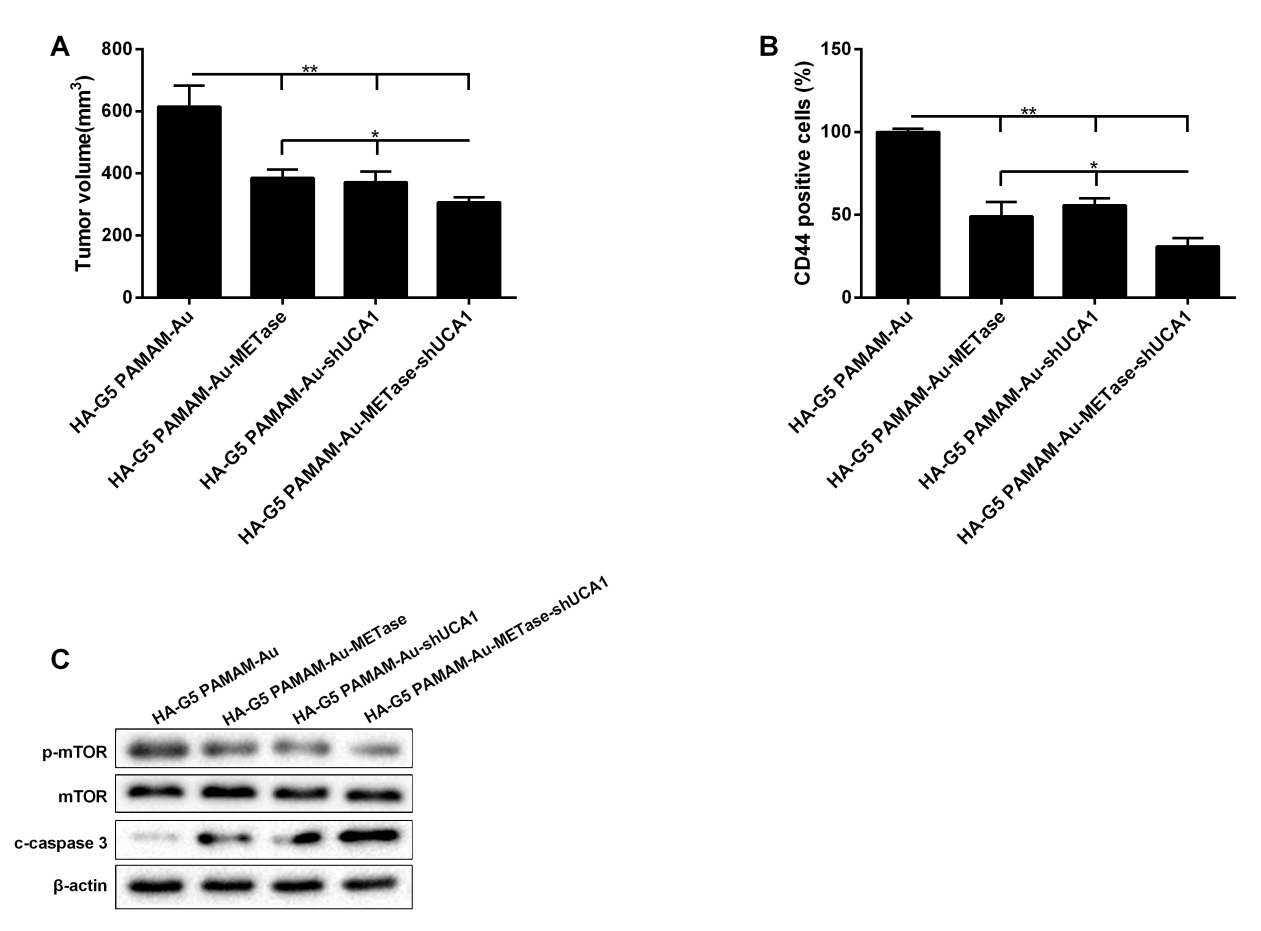 A
Tumor volume(mm3)
800
600
400
200
0
**
*
HA-G5 PAMAM-Au
HA-G5 PAMAM-Au-METase
HA-G5 PAMAM-Au-shUCA1
HA-G5 PAMAM-Au-METase-shUCA1
B
CD44 positive cells (%)
150
100
50
0
**
*
HA-G5 PAMAM-Au
HA-G5 PAMAM-Au-METase
HA-G5 PAMAM-Au-shUCA1
HA-G5 PAMAM-Au-METase-shUCA1
C
HA-G5 PAMAM-Au
HA-G5 PAMAM-Au-METase
HA-G5 PAMAM-Au-shUCA1
HA-G5 PAMAM-Au-METase-shUCA1
p-mTOR
mTOR
c-caspase 3
β-actin